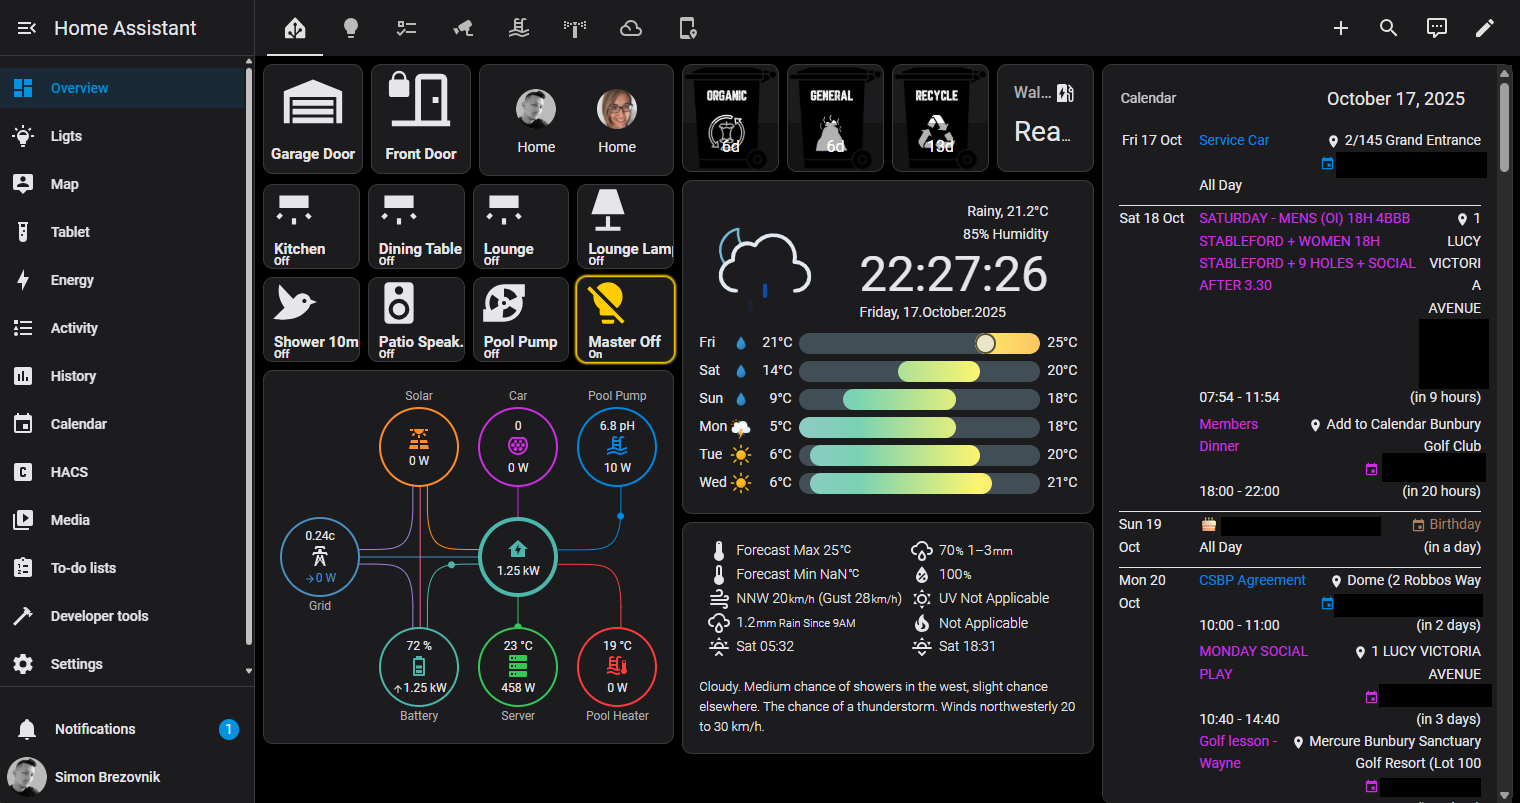 Home Assistant
Overview
Ligts
Map
Tablet
Energy
Activity
History
Calendar
HACS
Media
To-do lists
Developer tools
Settings
Notifications
1
Simon Brezovnik
Garage Door
Front Door
Home
Home
ORGANIC
6d
GENERAL
6d
RECYCLE
13d
Wal...
Rea...
Kitchen
Off
Dining Table
Off
Lounge
Off
Lounge Lam
Off
Shower 10m
Off
Patio Speak.
Off
Pool Pump
Off
Master Off
On
Solar
0 W
Car
0
0 W
Pool Pump
6.8 pH
10 W
0.24c
→0 W
Grid
1.25 kW
72 %
↑1.25 kW
Battery
23 °C
458 W
Server
19 °C
0 W
Pool Heater
Rainy, 21.2°C
85% Humidity
22:27:26
Friday, 17.October.2025
Fri 21°C 25°C
Sat 14°C 20°C
Sun 9°C 18°C
Mon 5°C 18°C
Tue 6°C 20°C
Wed 6°C 21°C
Forecast Max 25°C
70% 1–3mm
Forecast Min NaN°C
100%
NNW 20km/h (Gust 28km/h)
UV Not Applicable
1.2mm Rain Since 9AM
Not Applicable
Sat 05:32
Sat 18:31
Cloudy. Medium chance of showers in the west, slight chance
elsewhere. The chance of a thunderstorm. Winds northwesterly 20
to 30 km/h.
Calendar
October 17, 2025
Fri 17 Oct
Service Car
2/145 Grand Entrance
All Day
Sat 18 Oct
SATURDAY - MENS (OI) 18H 4BBB
STABLEFORD + WOMEN 18H
STABLEFORD + 9 HOLES + SOCIAL
AFTER 3.30
1
LUCY
VICTORI
A
AVENUE
07:54 - 11:54
(in 9 hours)
Members
Dinner
Add to Calendar Bunbury
Golf Club
18:00 - 22:00
(in 20 hours)
Sun 19
Oct
Birthday
All Day
(in a day)
Mon 20
Oct
CSBP Agreement
Dome (2 Robbos Way
10:00 - 11:00
(in 2 days)
MONDAY SOCIAL
PLAY
1 LUCY VICTORIA
AVENUE
10:40 - 14:40
(in 3 days)
Golf lesson -
Wayne
Mercure Bunbury Sanctuary
Golf Resort (Lot 100